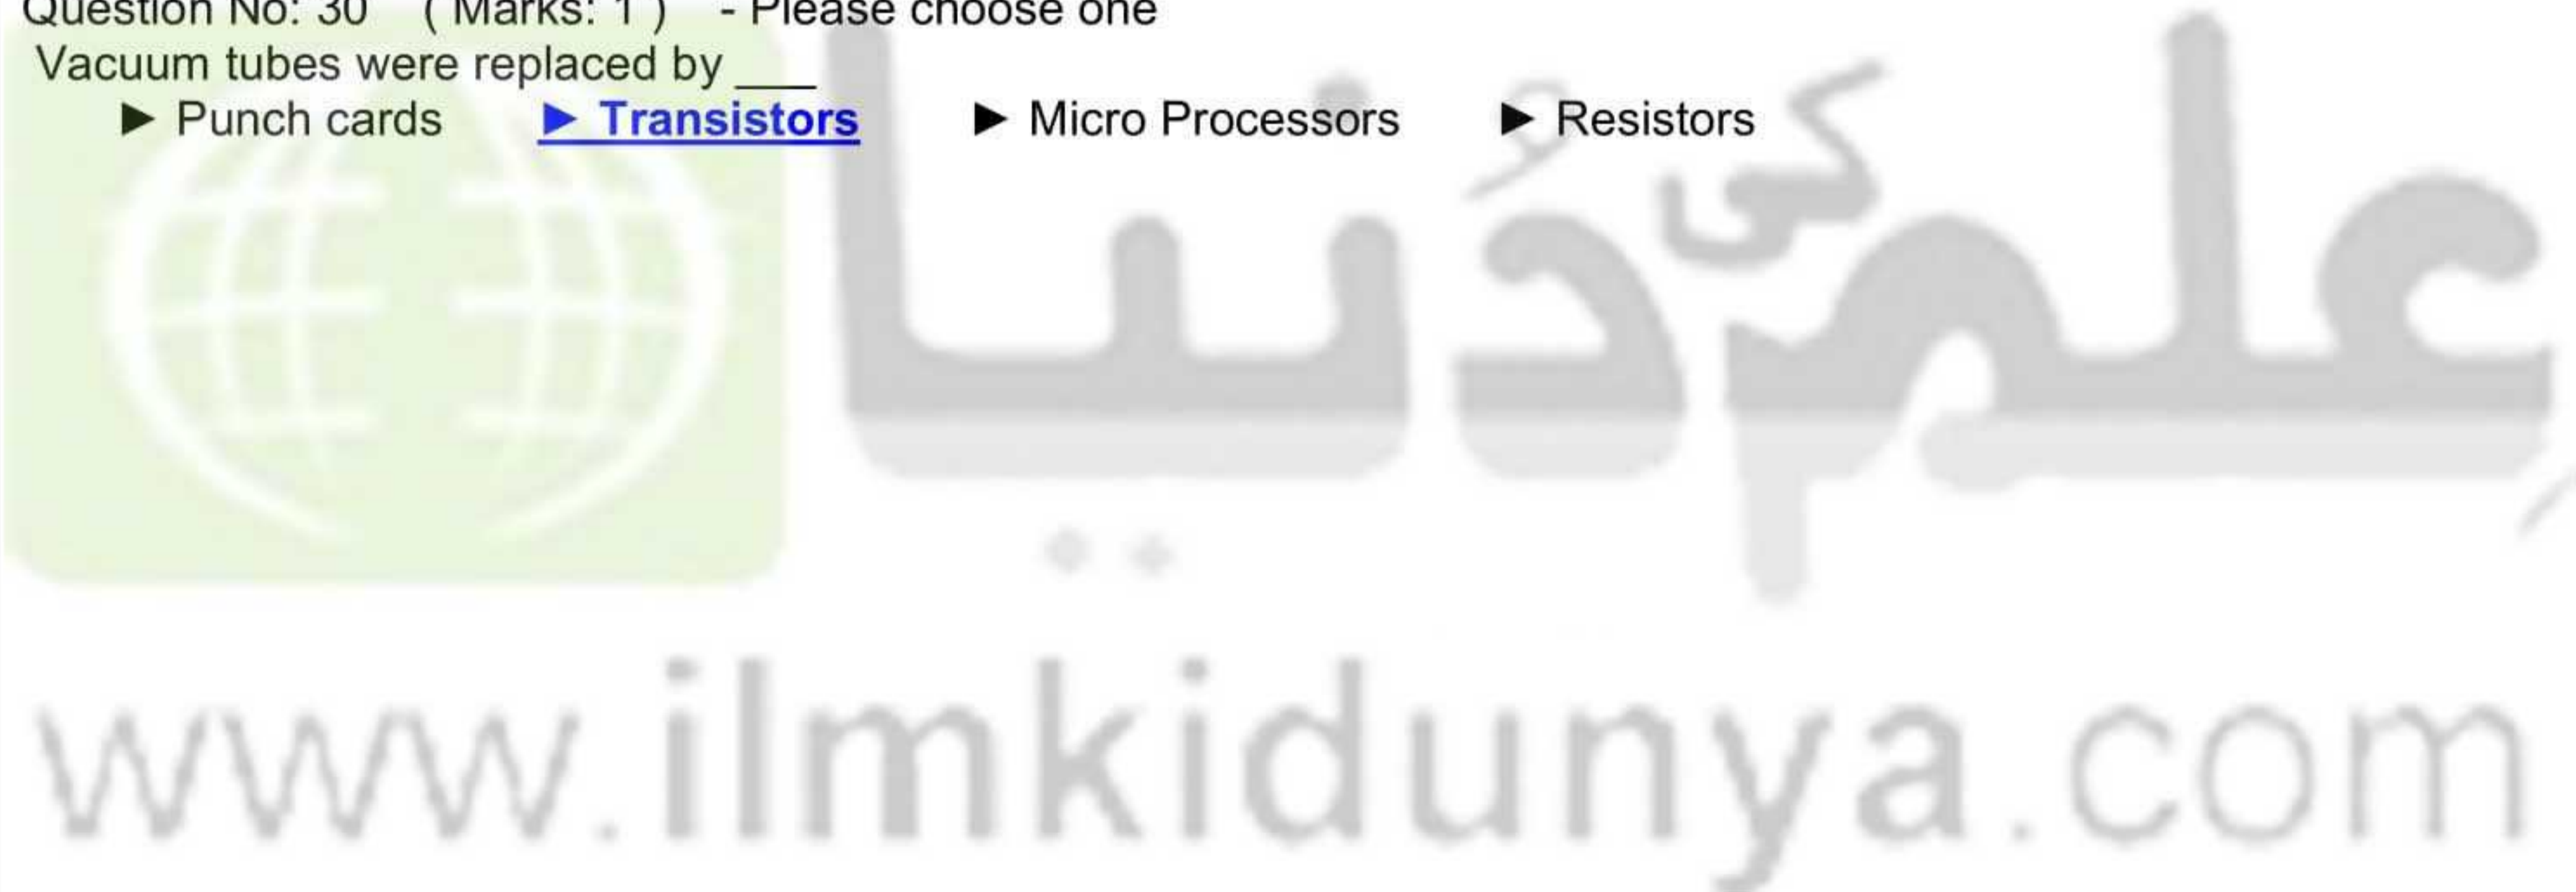 Question No: 30 ( Marks: 1 ) - Please choose one
Vacuum tubes were replaced by ___
► Punch cards ► Transistors ► Micro Processors ► Resistors
علم کی دُنیا
www.ilmkidunya.com